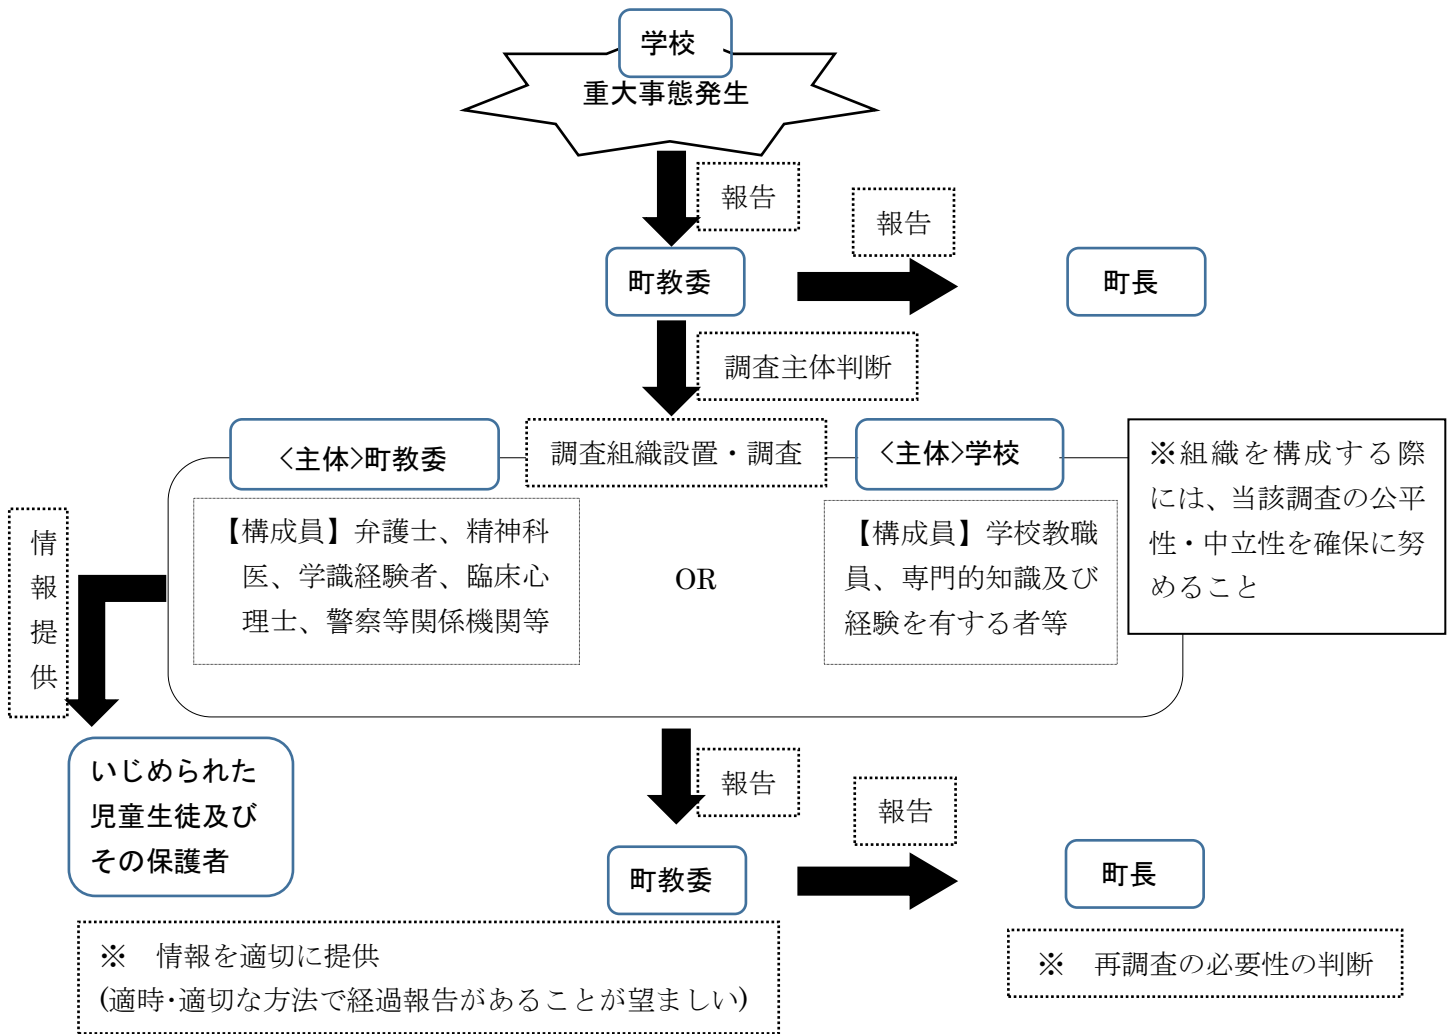 学校
重大事態発生
報告
報告
町教委
町長
調査主体判断
<主体>町教委
調査組織設置・調査
<主体>学校
※組織を構成する際
には、当該調査の公平
性・中立性を確保に努
めること
【構成員】弁護士、精神科
医、学識経験者、臨床心
理士、警察等関係機関等
OR
【構成員】学校教職
員、専門的知識及び
経験を有する者等
情報提供
いじめられた
児童生徒及び
その保護者
報告
報告
町教委
町長
※　情報を適切に提供
(適時・適切な方法で経過報告があることが望ましい)
※　再調査の必要性の判断